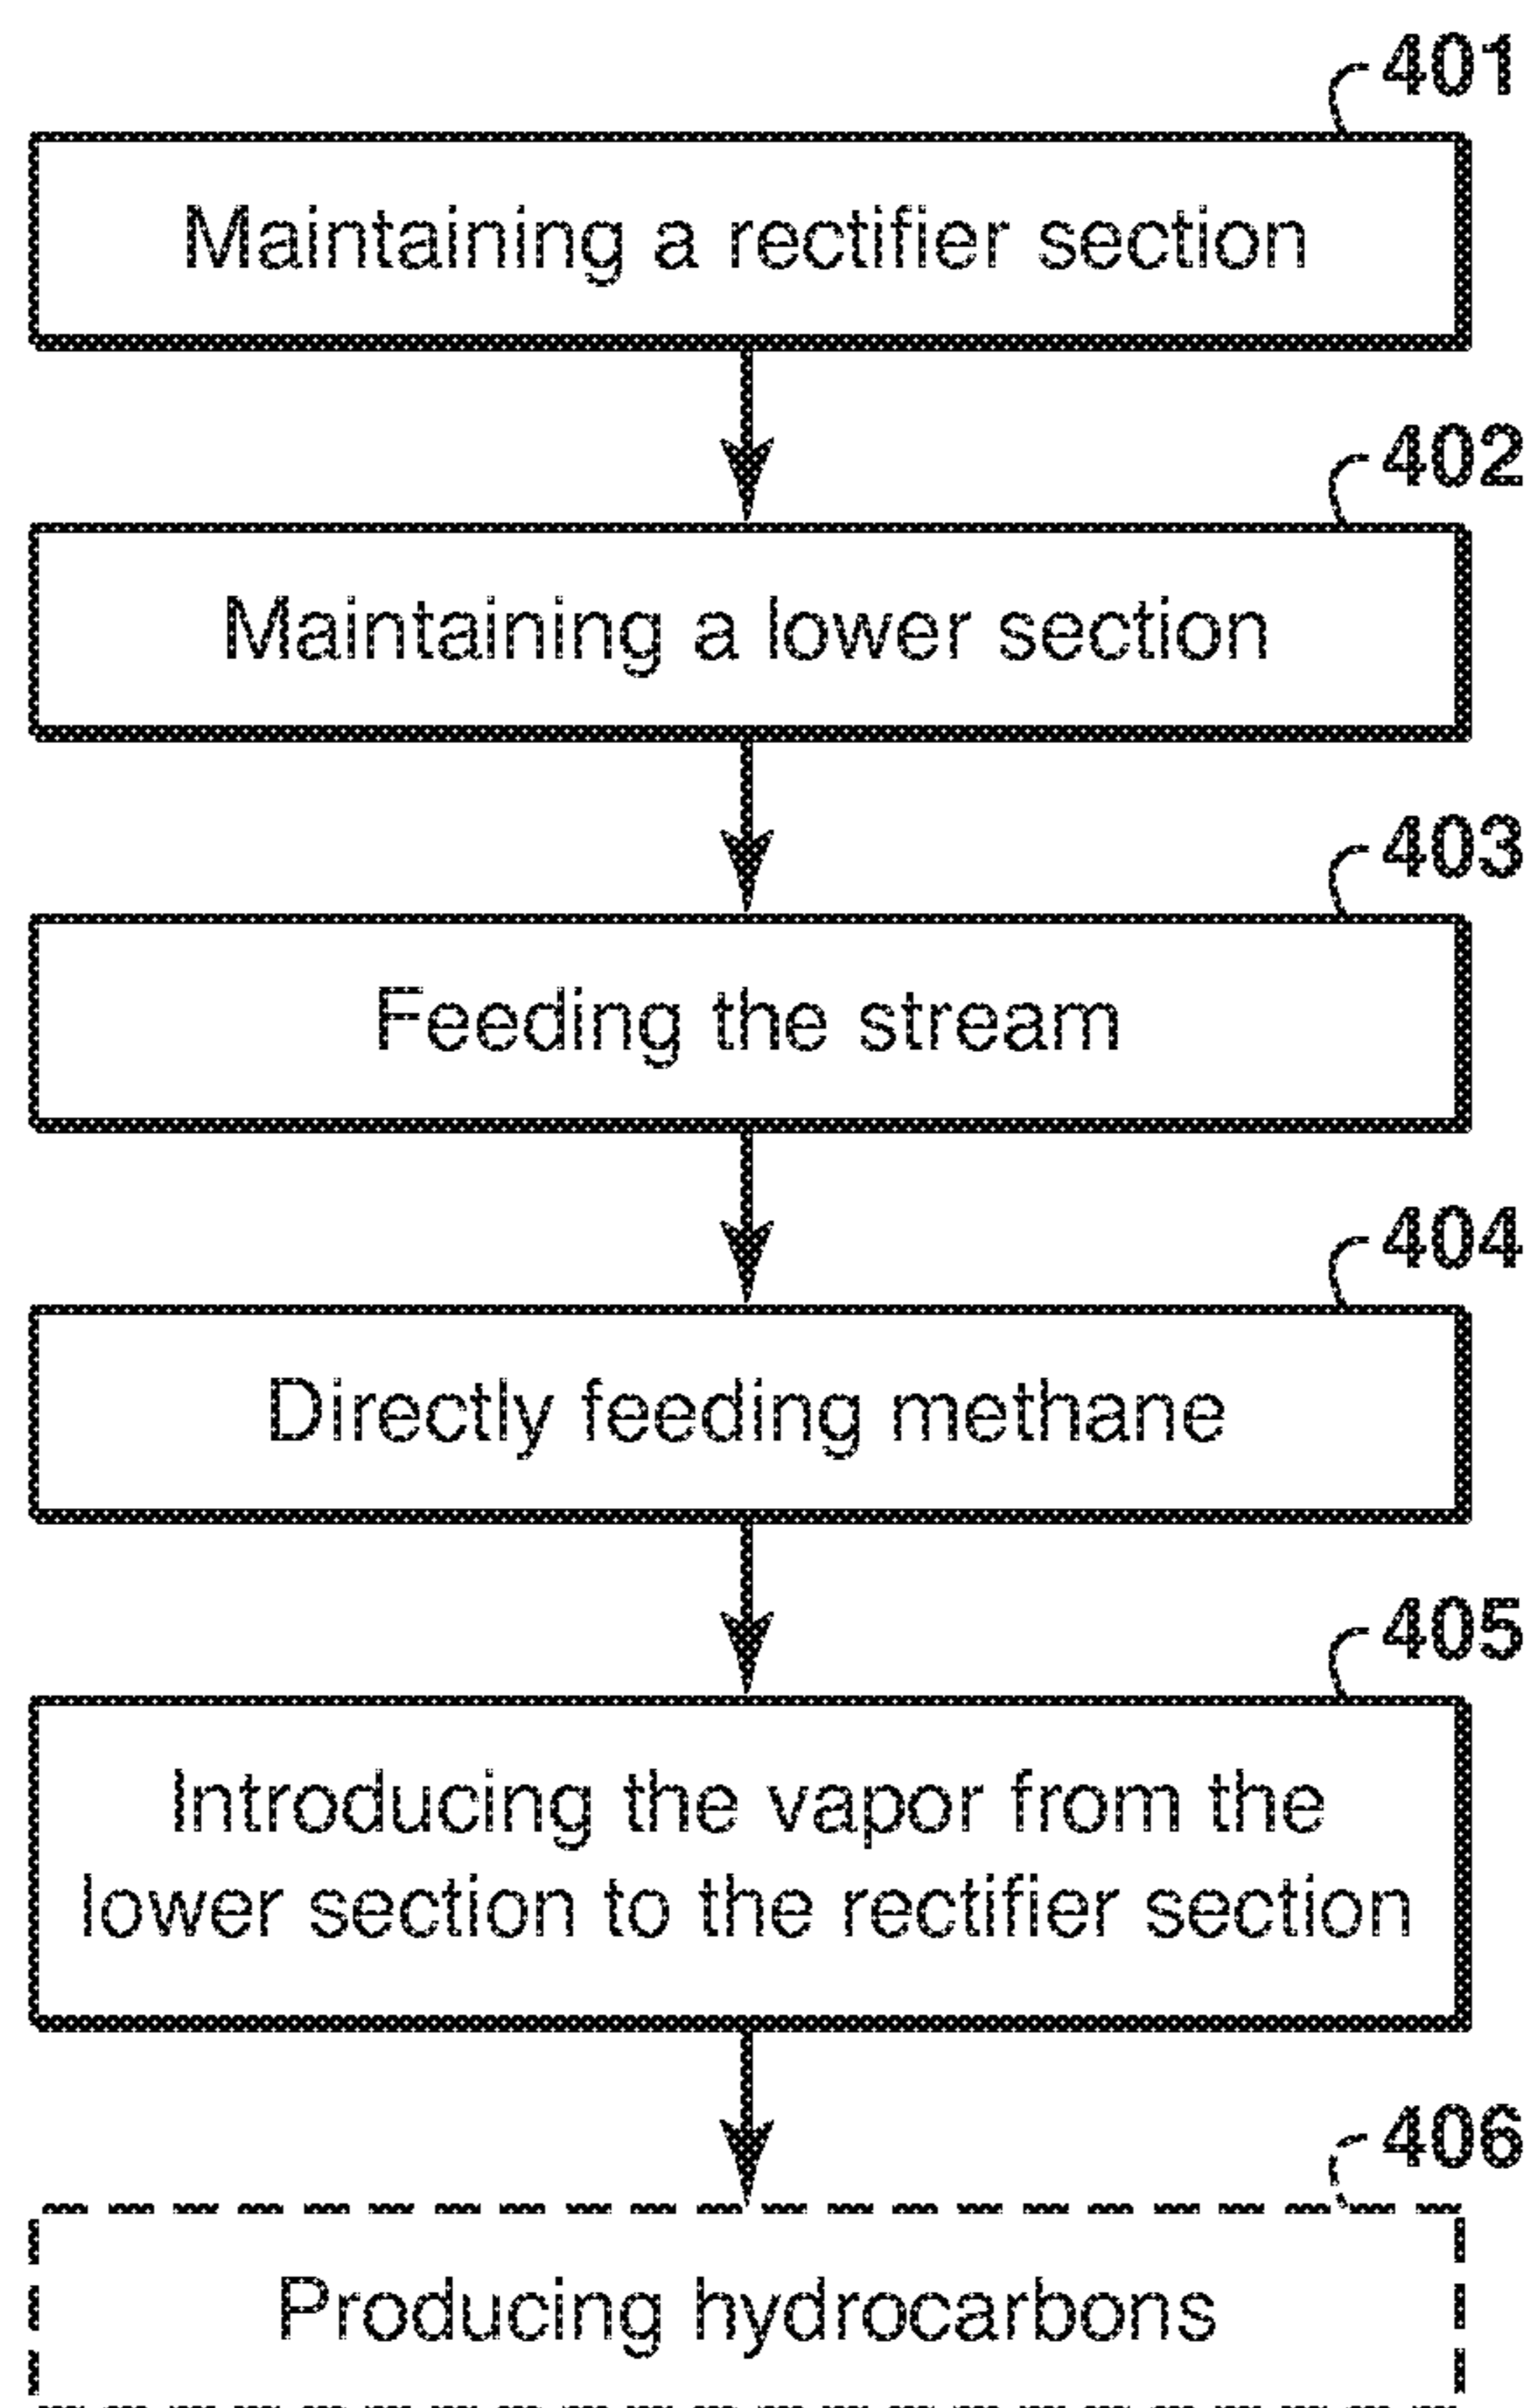 401
Maintaining a rectifier section
402
Maintaining a lower section
403
Feeding the stream
404
Directly feeding methane
405
Introducing the vapor from the
lower section to the rectifier section
406
Producing hydrocarbons